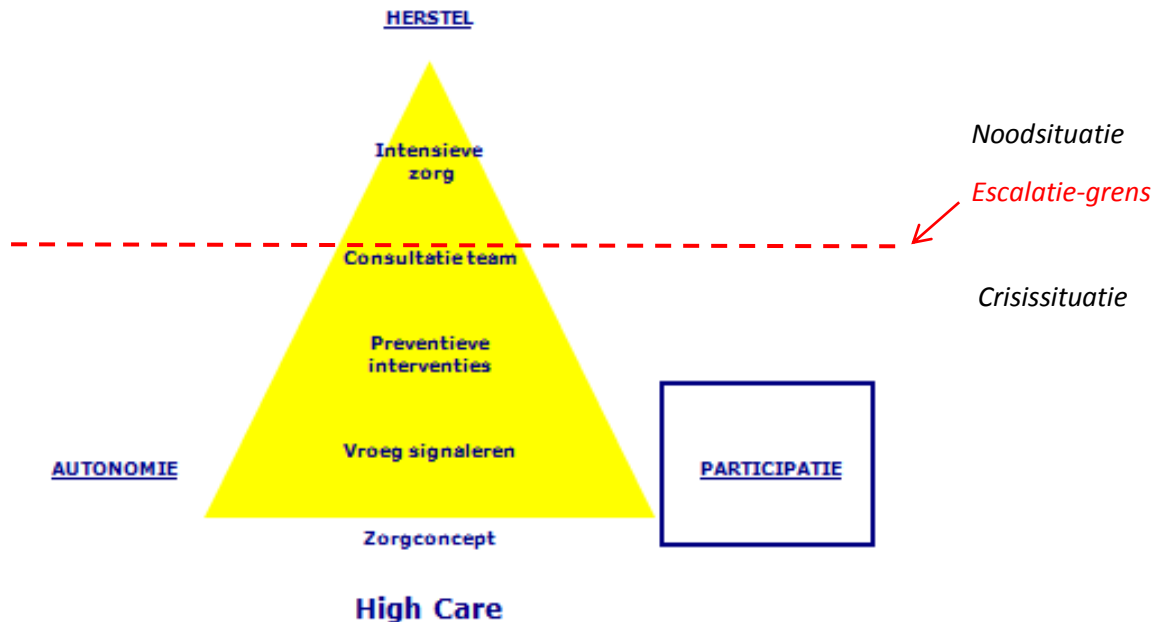 HERSTEL
Noodsituatie
Intensieve
zorg
Escalatie-grens
Consultatie team
Crisissituatie
Preventieve
interventies
Vroeg signaleren
AUTONOMIE
PARTICIPATIE
Zorgconcept
High Care